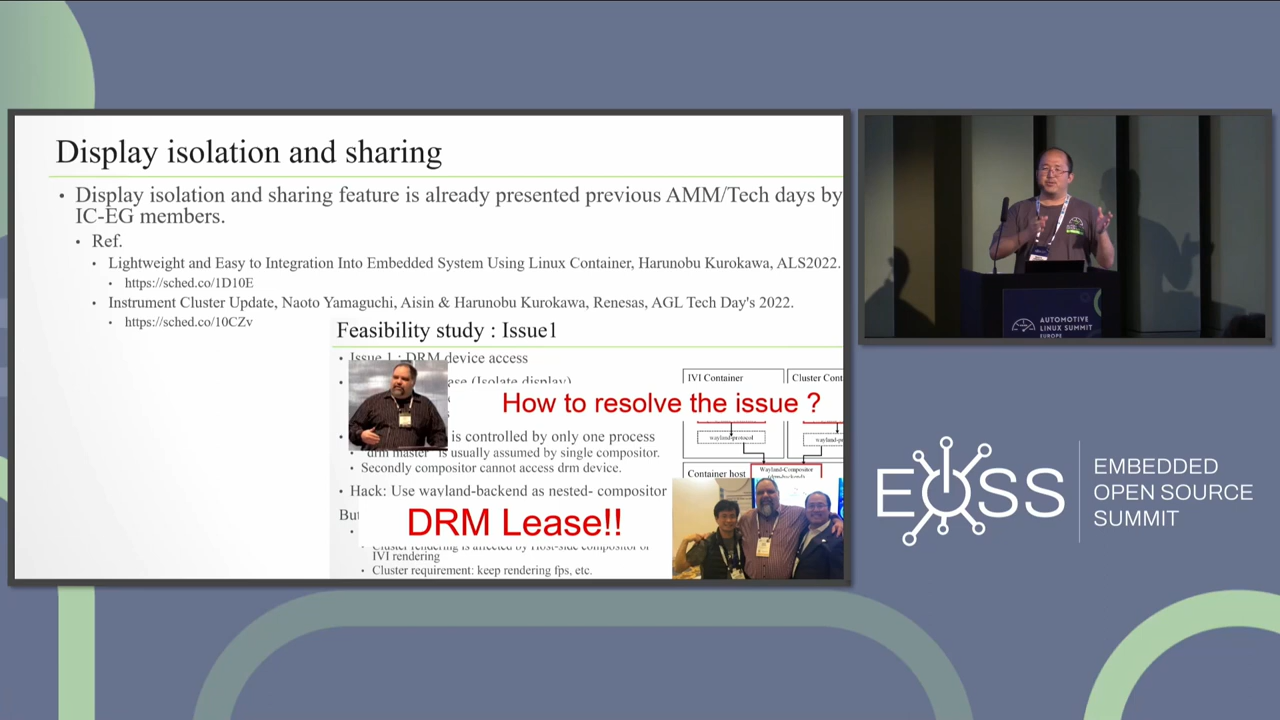 Display isolation and sharing
• Display isolation and sharing feature is already presented previous AMM/Tech days by
IC-EG members.
• Ref.
• Lightweight and Easy to Integration into Embedded System Using Linux Container, Harunobu Kurokawa, ALS2022.
• https://sched.co/1D10E
• Instrument Cluster Update, Naoto Yamaguchi, Aisin & Harunobu Kurokawa, Renesas, AGL Tech Day's 2022.
• https://sched.co/10CZv
Feasibility study : Issue1
• Issue 1 : DRM device access
(Isolate display)
How to resolve the issue ?
is controlled by only one process
• "drm master" is usually assumed by single compositor.
• Secondly compositor cannot access drm device.
• Hack: Use wayland-backend as nested- compositor
DRM Lease!!
• Cluster rendering is affected by Host-side compositor or
IVI rendering
• Cluster requirement: keep rendering fps, etc.
IVI Container
wayland-protocol
Container host
Wayland-Compositor
AUTOMOTIVE
LINUX SUMMIT
EUROPE
EOSS
EMBEDDED
OPEN SOURCE
SUMMIT